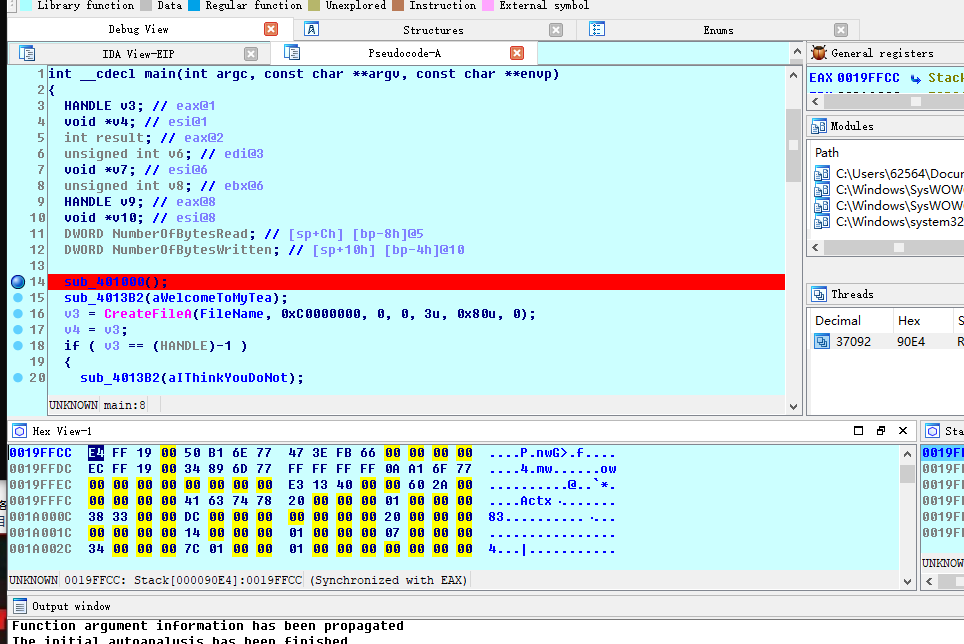 Library function Data Regular function Unexplored Instruction External symbol
Debug View Structures Enums
IDA View-EIP Pseudocode-A
1 int __cdecl main(int argc, const char **argv, const char **envp)
2 {
3 HANDLE v3; // eax@1
4 void *v4; // esi@1
5 int result; // eax@2
6 unsigned int v6; // edi@3
7 void *v7; // esi@6
8 unsigned int v8; // ebx@6
9 HANDLE v9; // eax@8
10 void *v10; // esi@8
11 DWORD NumberOfBytesRead; // [sp+Ch] [bp-8h]@5
12 DWORD NumberOfBytesWritten; // [sp+10h] [bp-4h]@10
13
14 sub_401000();
15 sub_4013B2(aWelcomeToMyTea);
16 v3 = CreateFileA(FileName, 0xC0000000, 0, 0, 3u, 0x80u, 0);
17 v4 = v3;
18 if ( v3 == (HANDLE)-1 )
19 {
20 sub_4013B2(aIThinkYouDoNot);
UNKNOWN main:8
General registers
EAX 0019FFCC Stack
Modules
Path
C:\Users\62564\Docu
C:\Windows\SysWOW
C:\Windows\SysWOW
C:\Windows\system32
Threads
Decimal Hex S
37092 90E4 R
Hex View-1
0019FFCC E4 FF 19 00 50 B1 6E 77 47 3E FB 66 00 00 00 00 ....P.nwG>.f....
0019FFDC EC FF 19 00 34 89 6D 77 FF FF FF FF 0A A1 6F 77 ....4.mw......ow
0019FFEC 00 00 00 00 00 00 00 00 E3 13 40 00 00 60 2A 00 ..........@..`*.
0019FFFC 00 00 00 00 41 63 74 78 20 00 00 00 01 00 00 00 ....Actx .......
001A000C 38 33 00 00 DC 00 00 00 00 00 00 00 20 00 00 00 83.......... ...
001A001C 00 00 00 00 14 00 00 00 01 00 00 00 07 00 00 00 ................
001A002C 34 00 00 00 7C 01 00 00 01 00 00 00 00 00 00 00 4...|...........
UNKNOWN 0019FFCC: Stack[000090E4]:0019FFCC (Synchronized with EAX)
Sta
0019FF
0019FF
0019FF
0019FF
0019FF
0019FF
UNKNOWN
Output window
Function argument information has been propagated
The initial autoanalysis has been finished.